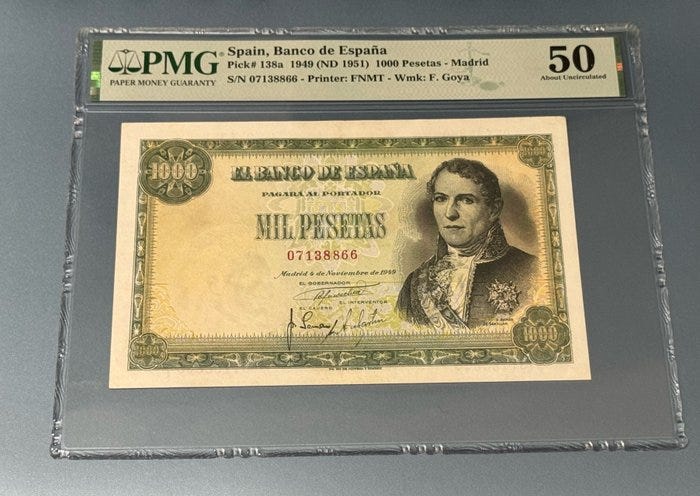 PMG
PAPER MONEY GUARANTY
Spain, Banco de España
Pick# 138a 1949 (ND 1951) 1000 Pesetas - Madrid
S/N 07138866 - Printer: FNMT - Wmk: F. Goya
50
About Uncirculated
1000
1000
EL BANCO DE ESPAÑA
PAGARÁ AL PORTADOR
MIL PESETAS
07138866
Madrid 4 de Noviembre de 1949
EL GOBERNADOR
EL CAJERO EL INTERVENTOR
1000
1000